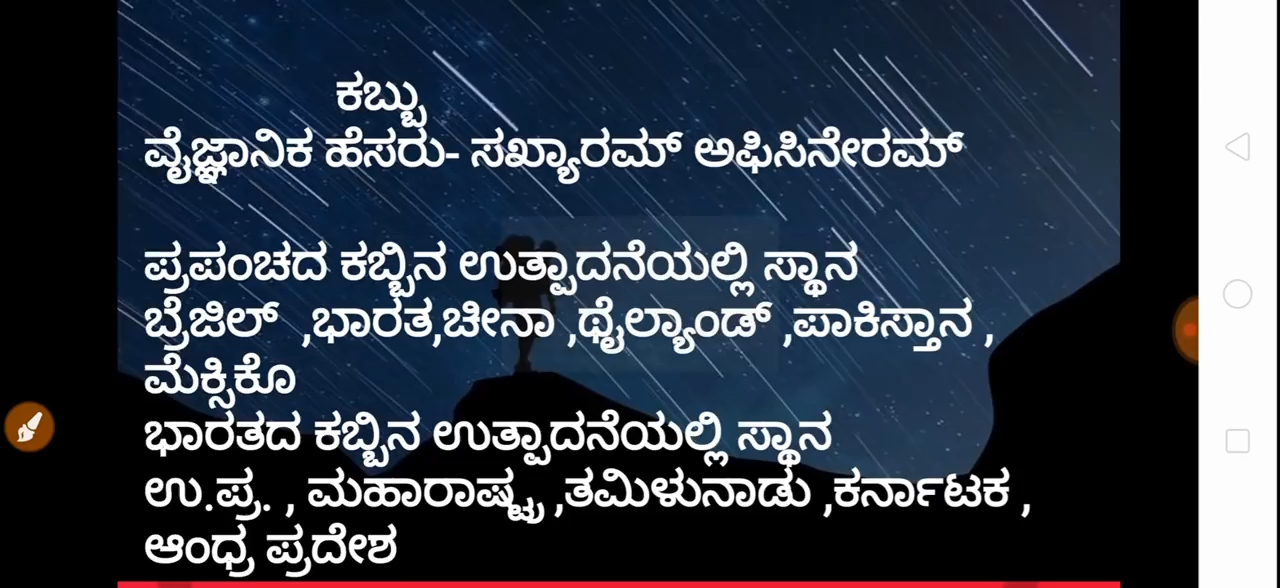 ಕಬ್ಬು
ವೈಜ್ಞಾನಿಕ ಹೆಸರು- ಸಖ್ಯಾರಮ್ ಅಫಿಸಿನೇರಮ್
ಪ್ರಪಂಚದ ಕಬ್ಬಿನ ಉತ್ಪಾದನೆಯಲ್ಲಿ ಸ್ಥಾನ
ಬ್ರೆಜಿಲ್ ,ಭಾರತ,ಚೀನಾ ,ಥೈಲ್ಯಾಂಡ್ ,ಪಾಕಿಸ್ತಾನ ,
ಮೆಕ್ಸಿಕೊ
ಭಾರತದ ಕಬ್ಬಿನ ಉತ್ಪಾದನೆಯಲ್ಲಿ ಸ್ಥಾನ
ಉ.ಪ್ರ. , ಮಹಾರಾಷ್ಟ್ರ ,ತಮಿಳುನಾಡು ,ಕರ್ನಾಟಕ ,
ಆಂಧ್ರ ಪ್ರದೇಶ